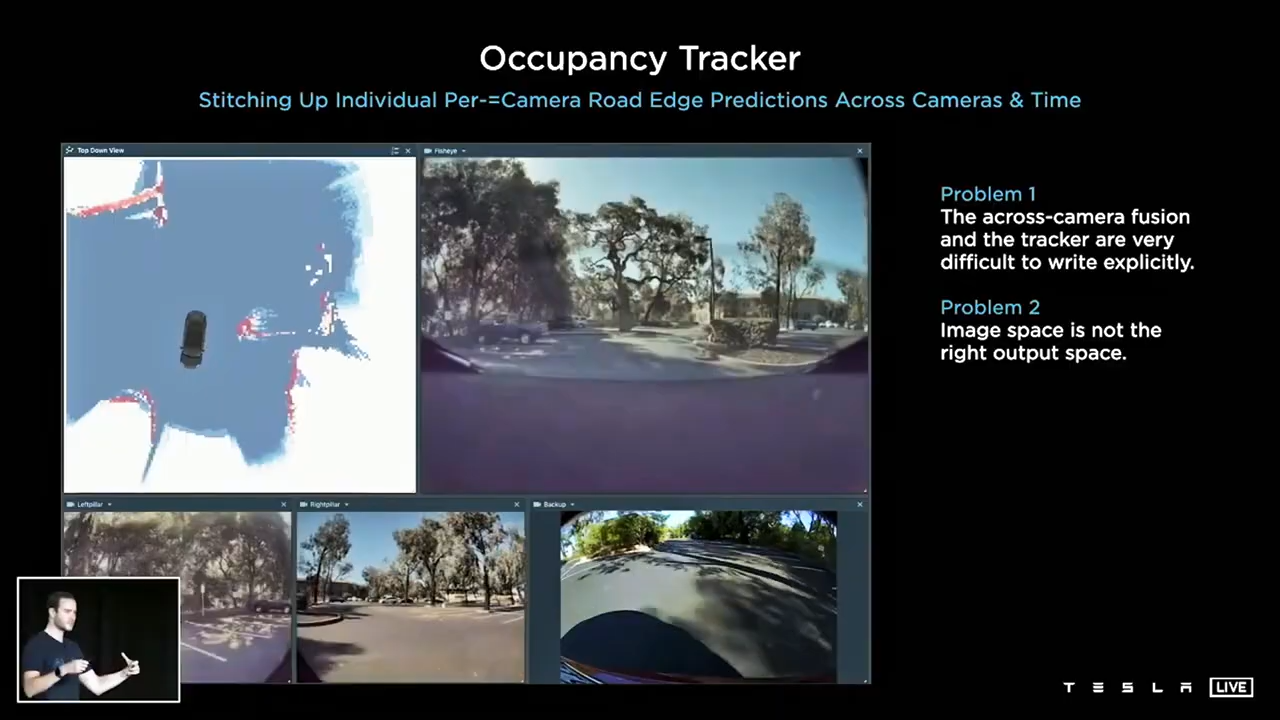 Occupancy Tracker
Stitching Up Individual Per-=Camera Road Edge Predictions Across Cameras & Time
Top Down View
Fisheye
Problem 1
The across-camera fusion
and the tracker are very
difficult to write explicitly.
Problem 2
Image space is not the
right output space.
Leftpillar
Rightpillar
Backup
TESLA LIVE